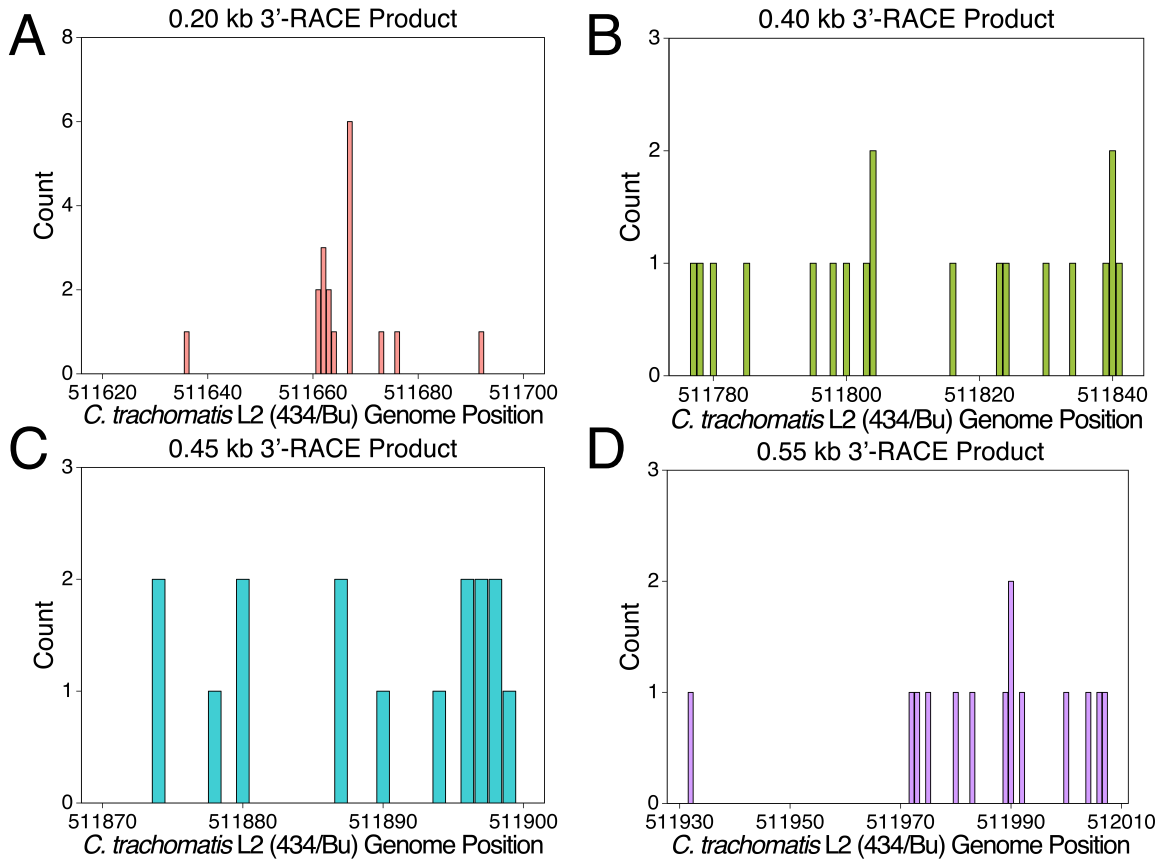 A
0.20 kb 3'-RACE Product
8
6
4
2
0
Count
511620 511640 511660 511680 511700
C. trachomatis L2 (434/Bu) Genome Position
B
0.40 kb 3'-RACE Product
3
2
1
0
Count
511780 511800 511820 511840
C. trachomatis L2 (434/Bu) Genome Position
C
0.45 kb 3'-RACE Product
3
2
1
0
Count
511870 511880 511890 511900
C. trachomatis L2 (434/Bu) Genome Position
D
0.55 kb 3'-RACE Product
3
2
1
0
Count
511930 511950 511970 511990 512010
C. trachomatis L2 (434/Bu) Genome Position